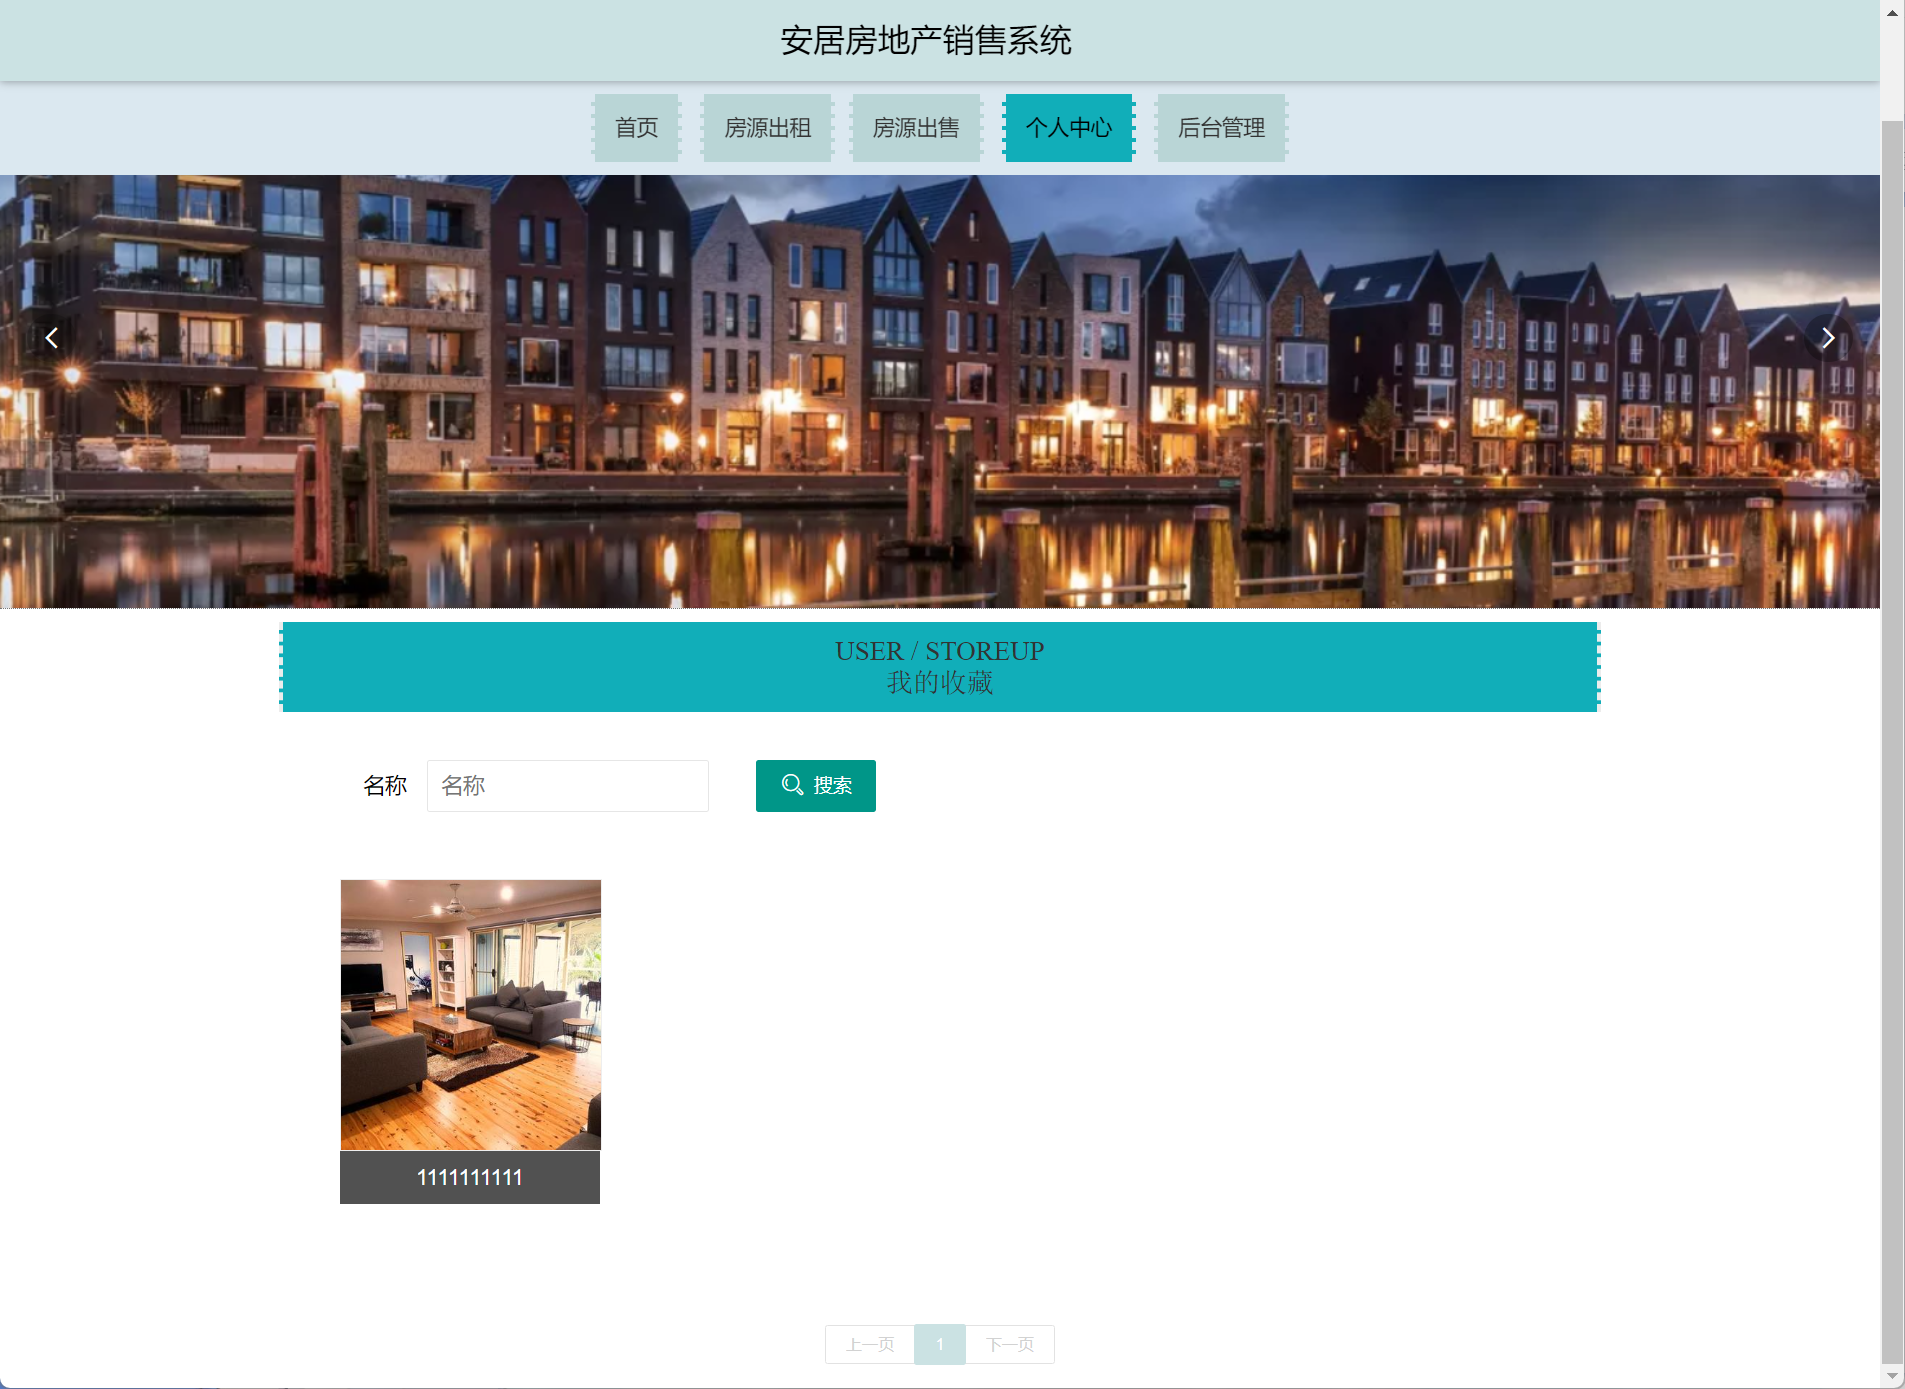 安居房地产销售系统
首页 房源出租 房源出售 个人中心 后台管理
USER / STOREUP
我的收藏
名称 名称 搜索
1111111111
上一页 1 下一页